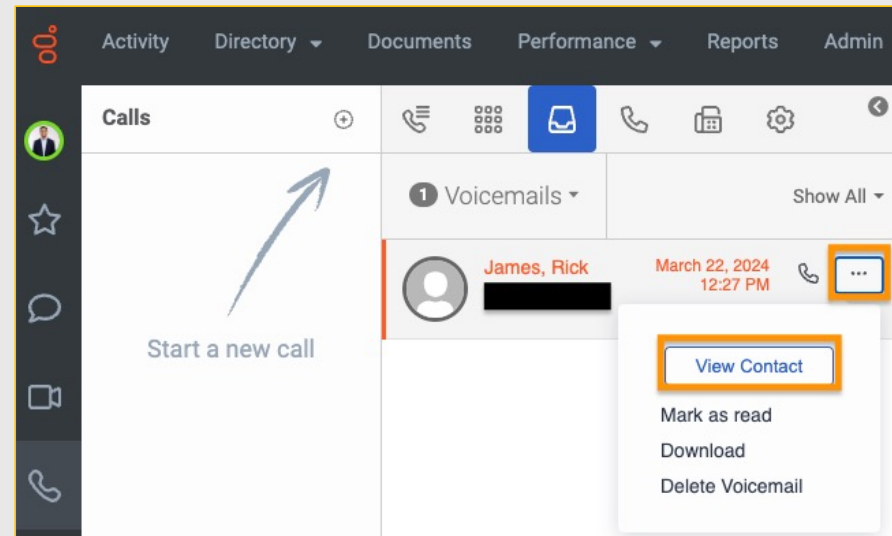 Activity Directory Documents Performance Reports Admin
Calls
1 Voicemails Show All
James, Rick March 22, 2024
12:27 PM
Start a new call
View Contact
Mark as read
Download
Delete Voicemail